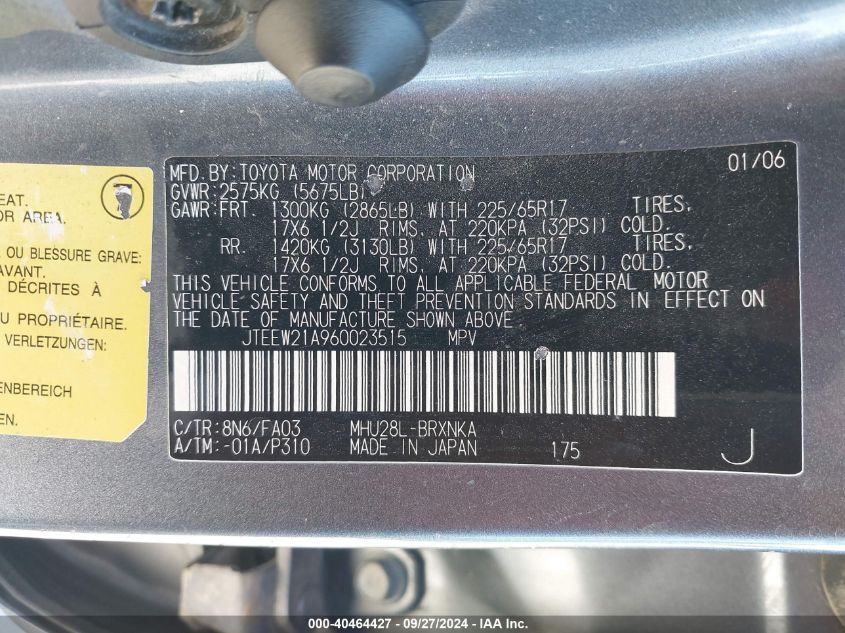 MFD.BY:TOYOTA MOTOR CORPORATION 01/06
GVWR:2575KG (5675LB)
GAWR:FRT. 1300KG (2865LB) WITH 225/65R17 TIRES,
17X6 1/2J RIMS, AT 220KPA (32PSI) COLD.
RR. 1420KG (3130LB) WITH 225/65R17 TIRES,
17X6 1/2J RIMS, AT 220KPA (32PSI) COLD.
THIS VEHICLE CONFORMS TO ALL APPLICABLE FEDERAL MOTOR
VEHICLE SAFETY AND THEFT PREVENTION STANDARDS IN EFFECT ON
THE DATE OF MANUFACTURE SHOWN ABOVE
JTEEW21A960023515 MPV
C/TR:8N6/FA03 MHU28L-BRXNKA
A/TM:-01A/P310 MADE IN JAPAN 175 J
EAT.
OR AREA.
OU BLESSURE GRAVE:
AVANT.
DÉCRITES À
U PROPRIÉTAIRE.
VERLETZUNGEN:
ENBEREICH
EN.
000-40464427 - 09/27/2024 - IAA Inc.